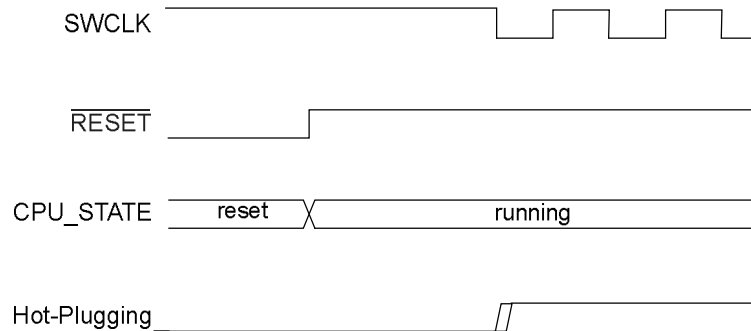 SWCLK
RESET
CPU_STATE
reset
running
Hot-Plugging